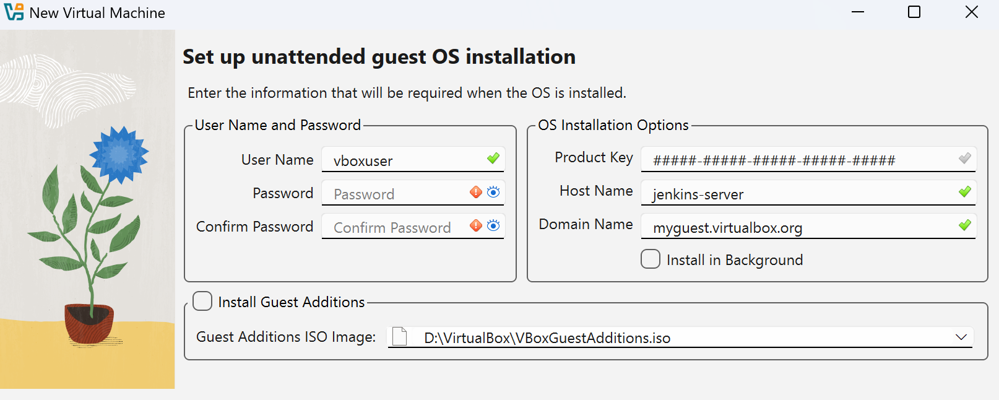 New Virtual Machine
Set up unattended guest OS installation
Enter the information that will be required when the OS is installed.
User Name and Password
User Name vboxuser
Password Password
Confirm Password Confirm Password
OS Installation Options
Product Key #####-#####-#####-#####-#####
Host Name jenkins-server
Domain Name myguest.virtualbox.org
Install in Background
Install Guest Additions
Guest Additions ISO Image: D:\VirtualBox\VBoxGuestAdditions.iso